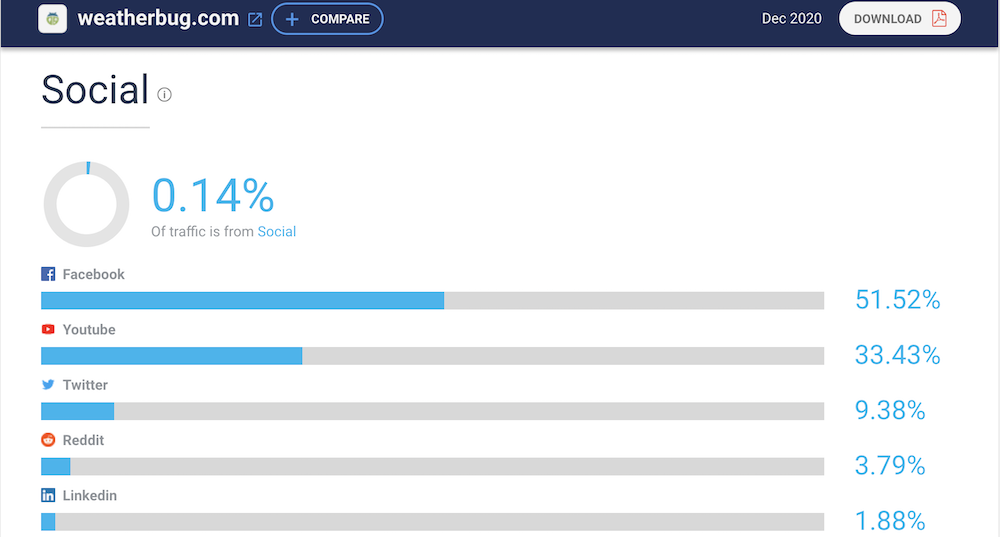 weatherbug.com + COMPARE Dec 2020 DOWNLOAD
Social
0.14%
Of traffic is from Social
Facebook
51.52%
Youtube
33.43%
Twitter
9.38%
Reddit
3.79%
Linkedin
1.88%